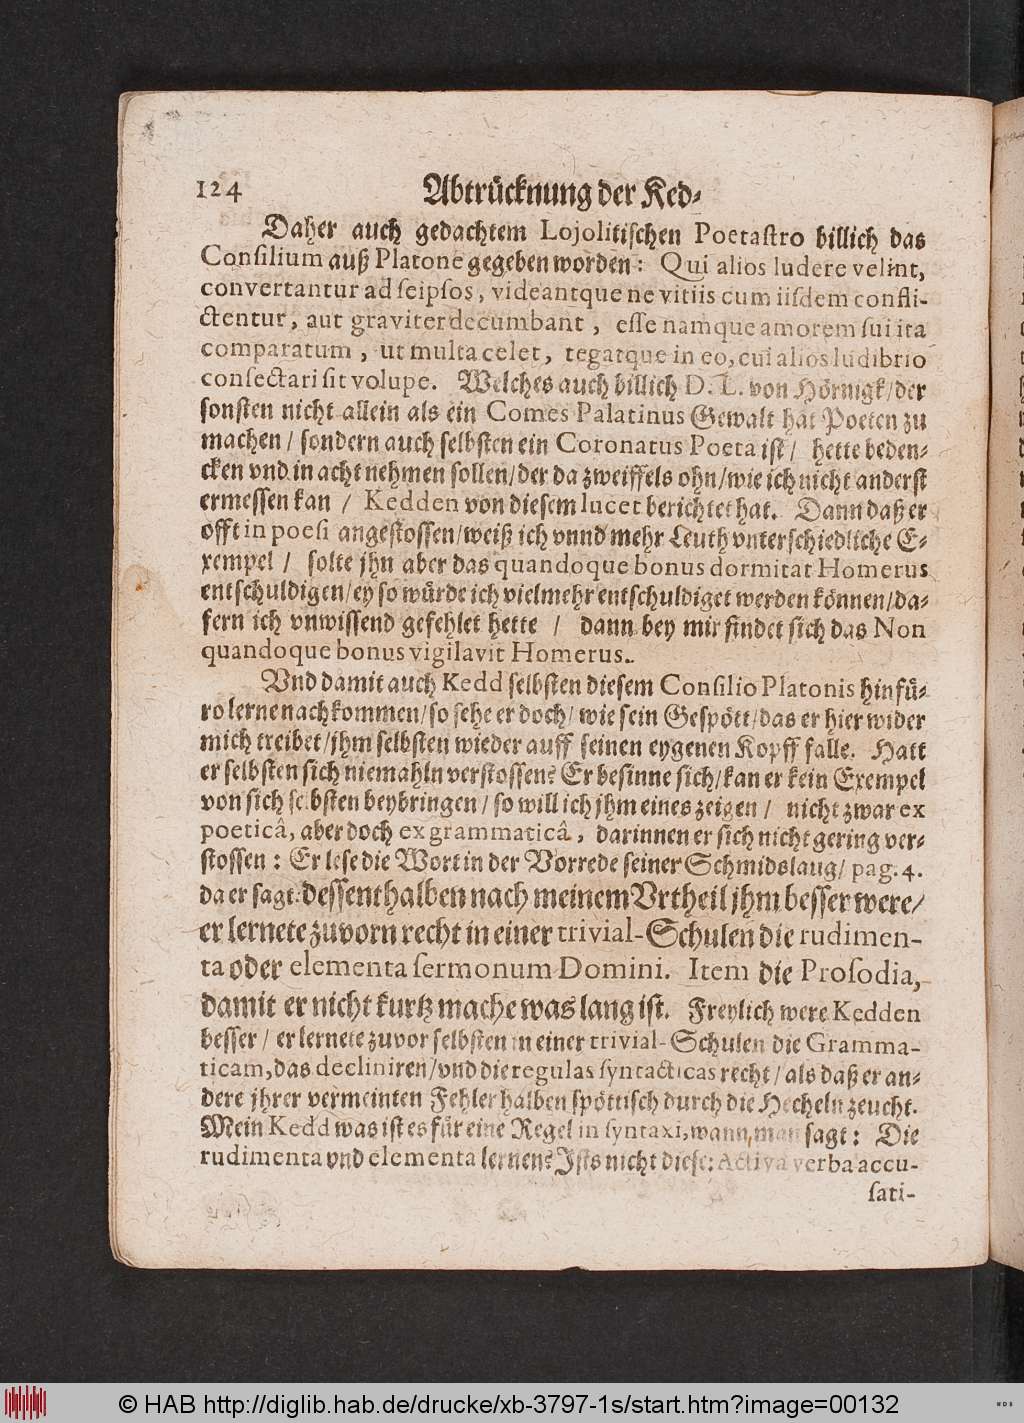 124 Abtrücknung der Ked-
Daher auch gedachtem Lojolitischen Poetastro billich das
Consilium auß Platone gegeben worden: Qui alios ludere velint,
convertantur ad seipsos, videantque ne vitiis cum iisdem confli-
ctentur, aut graviter decumbant, esse namque amorem sui ita
comparatum, ut multa celet, tegatque in eo, cui alios ludibrio
consectari sit volupe. Welches auch billich D. L. von Hörnigk/der
sonsten nicht allein als ein Comes Palatinus Gewalt hat Poeten zu
machen/ sondern auch selbsten ein Coronatus Poeta ist/ hette beden-
cken vnd in acht nehmen sollen/der da zweiffels ohn/wie ich nicht anderst
ermessen kan / Kedden von diesem lucet berichtet hat. Dann daß er
offt in poesi angestossen/weiß ich vnnd mehr Leuth vnterschiedliche E-
xempel / solte jhn aber das quandoque bonus dormitat Homerus
entschuldigen/ey so würde ich vielmehr entschuldiget werden können/da-
fern ich vnwissend gefehlet hette / dann bey mir findet sich das Non
quandoque bonus vigilavit Homerus.
Vnd damit auch Kedd selbsten diesem Consilio Platonis hinfü-
ro lerne nachkommen/so sehe er doch/ wie sein Gespött/das er hier wider
mich treibet/jhm selbsten wieder auff seinen eygenen Kopff falle. Hatt
er selbsten sich niemahln verstossen? Er besinne sich/kan er kein Exempel
von sich selbsten beybringen/ so will ich jhm eines zeigen/ nicht zwar ex
poeticâ, aber doch ex grammaticâ, darinnen er sich nicht gering ver-
stossen: Er lese die Wort in der Vorrede seiner Schmidslaug/ pag. 4.
da er sagt: dessenthalben nach meinem Vrtheil jhm besser were/
er lernete zuvorn recht in einer trivial-Schulen die rudimen-
ta oder elementa sermonum Domini. Item die Prosodia,
damit er nicht kurtz mache was lang ist. Freylich were Kedden
besser/ er lernete zuvor selbsten in einer trivial-Schulen die Gramma-
ticam, das decliniren/vnd die regulas syntacticas recht/ als daß er an-
dere jhrer vermeinten Fehler halben spöttisch durch die Hecheln zeucht.
Mein Kedd was ist es für eine Regel in syntaxi, wann man sagt: Die
rudimenta vnd elementa lernen? Ists nicht diese: Activa verba accu-
sati-
© HAB http://diglib.hab.de/drucke/xb-3797-1s/start.htm?image=00132